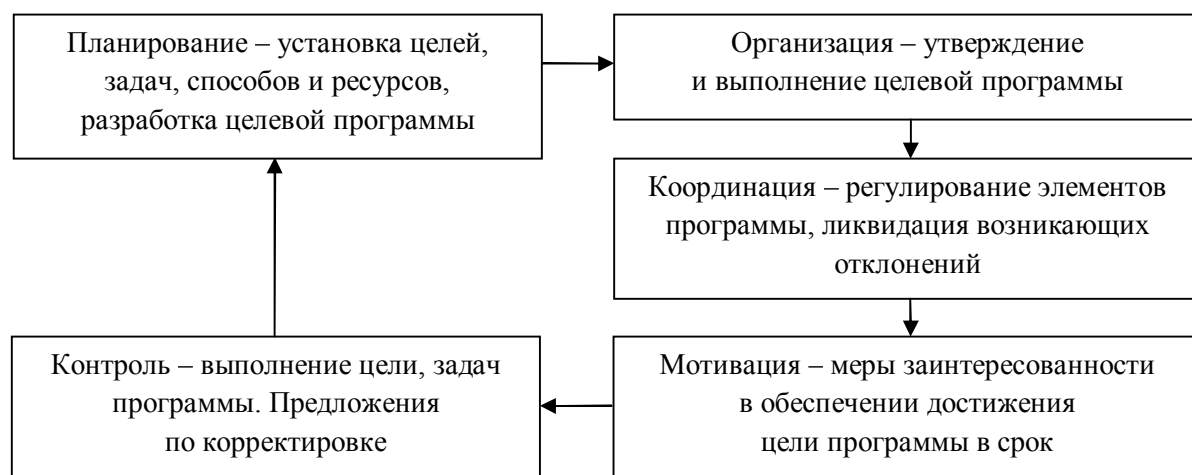 Планирование – установка целей,
задач, способов и ресурсов,
разработка целевой программы
Организация – утверждение
и выполнение целевой программы
Координация – регулирование элементов
программы, ликвидация возникающих
отклонений
Мотивация – меры заинтересованности
в обеспечении достижения
цели программы в срок
Контроль – выполнение цели, задач
программы. Предложения
по корректировке